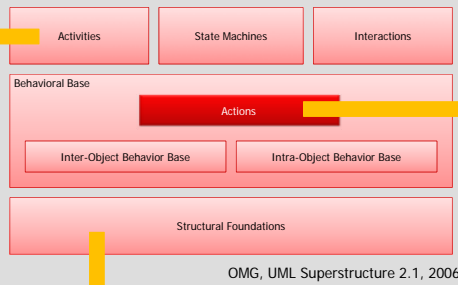 Activities
State Machines
Interactions
Behavioral Base
Actions
Inter-Object Behavior Base
Intra-Object Behavior Base
Structural Foundations
OMG, UML Superstructure 2.1, 2006